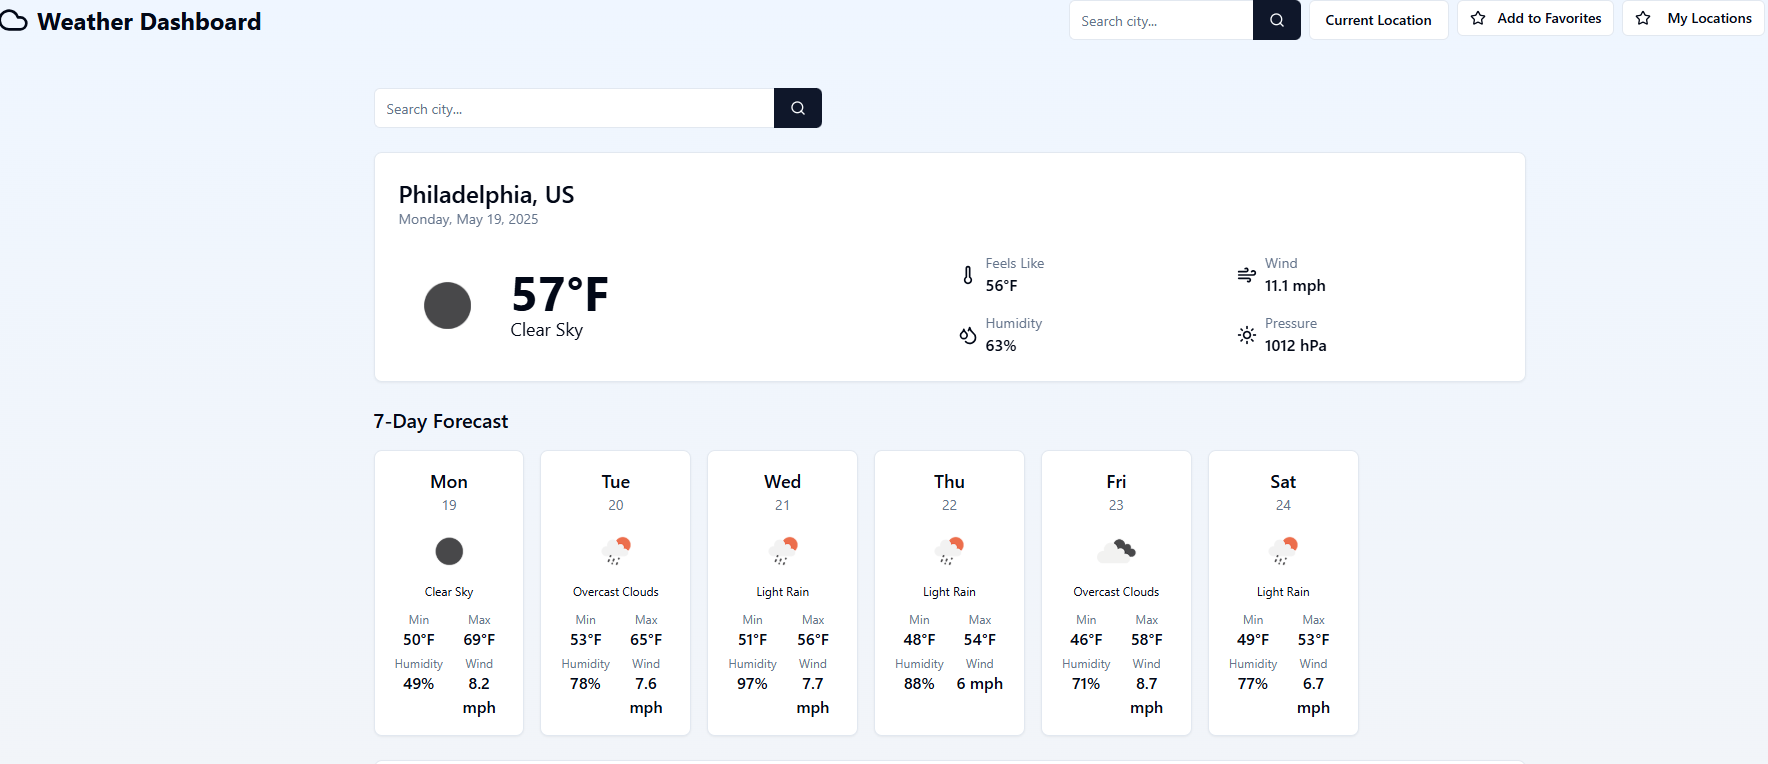 Weather Dashboard
Search city...
Current Location
Add to Favorites
My Locations
Search city...
Philadelphia, US
Monday, May 19, 2025
57°F
Clear Sky
Feels Like
56°F
Wind
11.1 mph
Humidity
63%
Pressure
1012 hPa
7-Day Forecast
Mon
19
Clear Sky
Min Max
50°F 69°F
Humidity Wind
49% 8.2
mph
Tue
20
Overcast Clouds
Min Max
53°F 65°F
Humidity Wind
78% 7.6
mph
Wed
21
Light Rain
Min Max
51°F 56°F
Humidity Wind
97% 7.7
mph
Thu
22
Light Rain
Min Max
48°F 54°F
Humidity Wind
88% 6 mph
Fri
23
Overcast Clouds
Min Max
46°F 58°F
Humidity Wind
71% 8.7
mph
Sat
24
Light Rain
Min Max
49°F 53°F
Humidity Wind
77% 6.7
mph